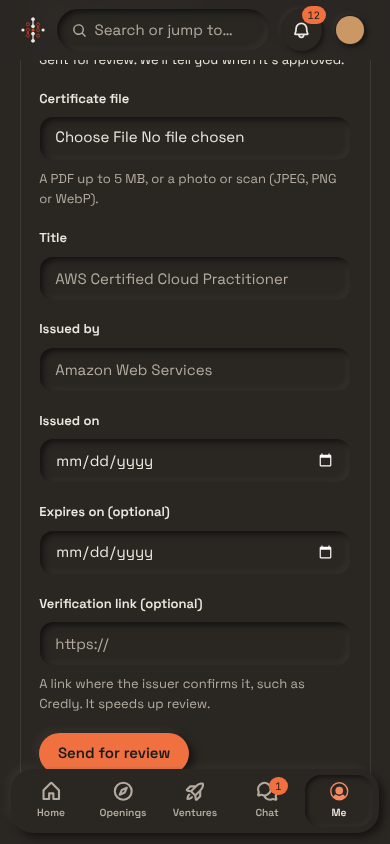 Search or jump to...
12
Sent for review. We'll tell you when it's approved.
Certificate file
Choose File No file chosen
A PDF up to 5 MB, or a photo or scan (JPEG, PNG
or WebP).
Title
AWS Certified Cloud Practitioner
Issued by
Amazon Web Services
Issued on
mm/dd/yyyy
Expires on (optional)
mm/dd/yyyy
Verification link (optional)
https://
A link where the issuer confirms it, such as
Credly. It speeds up review.
Send for review
1
Home
Openings
Ventures
Chat
Me